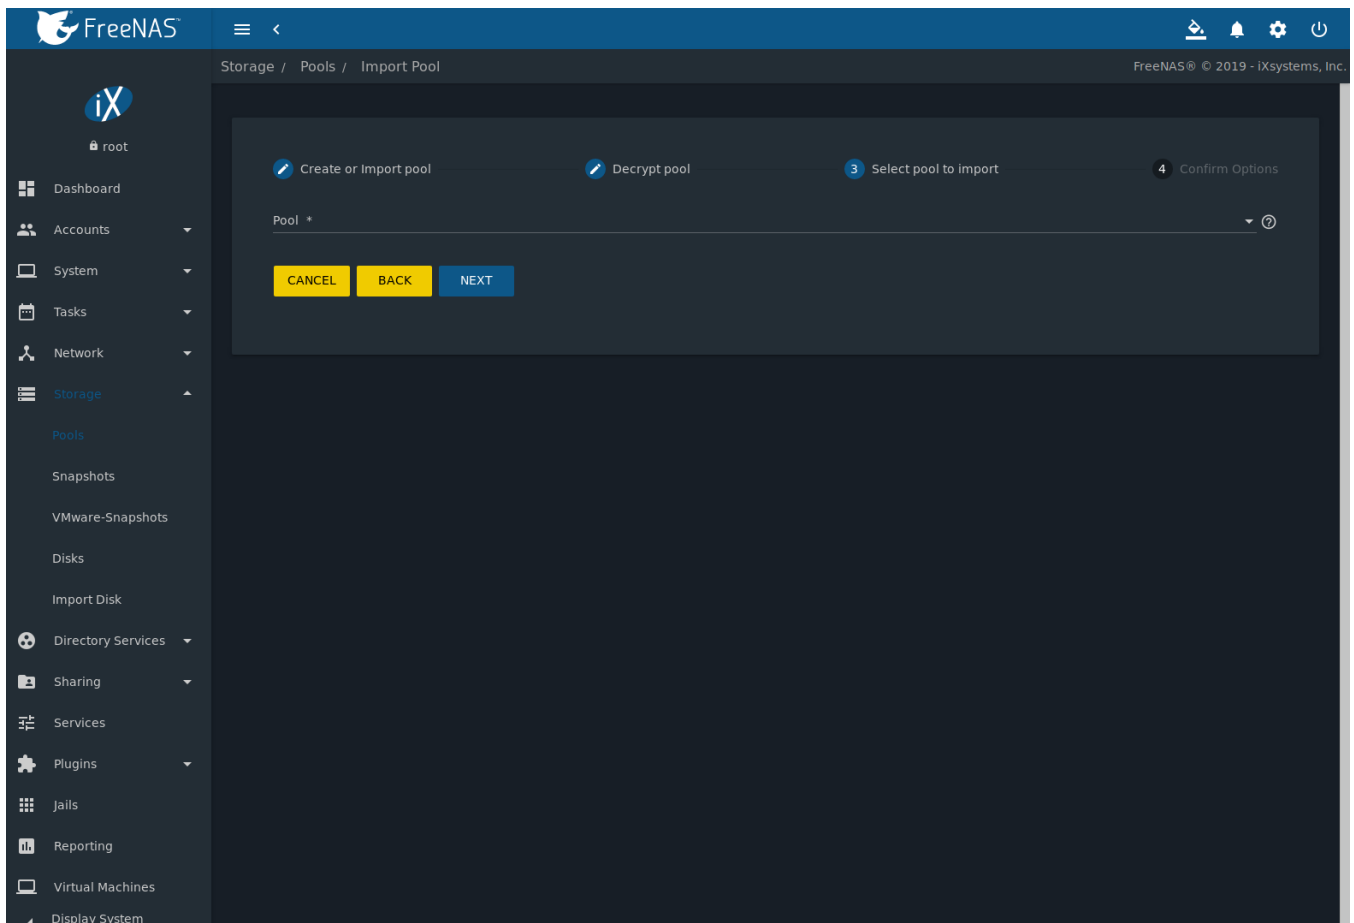 FreeNAS™
Storage / Pools / Import Pool
FreeNAS® © 2019 - iXsystems, Inc.
iX
root
Dashboard
Accounts
System
Tasks
Network
Storage
Pools
Snapshots
VMware-Snapshots
Disks
Import Disk
Directory Services
Sharing
Services
Plugins
Jails
Reporting
Virtual Machines
Display System
Create or Import pool
Decrypt pool
3 Select pool to import
4 Confirm Options
Pool *
CANCEL BACK NEXT